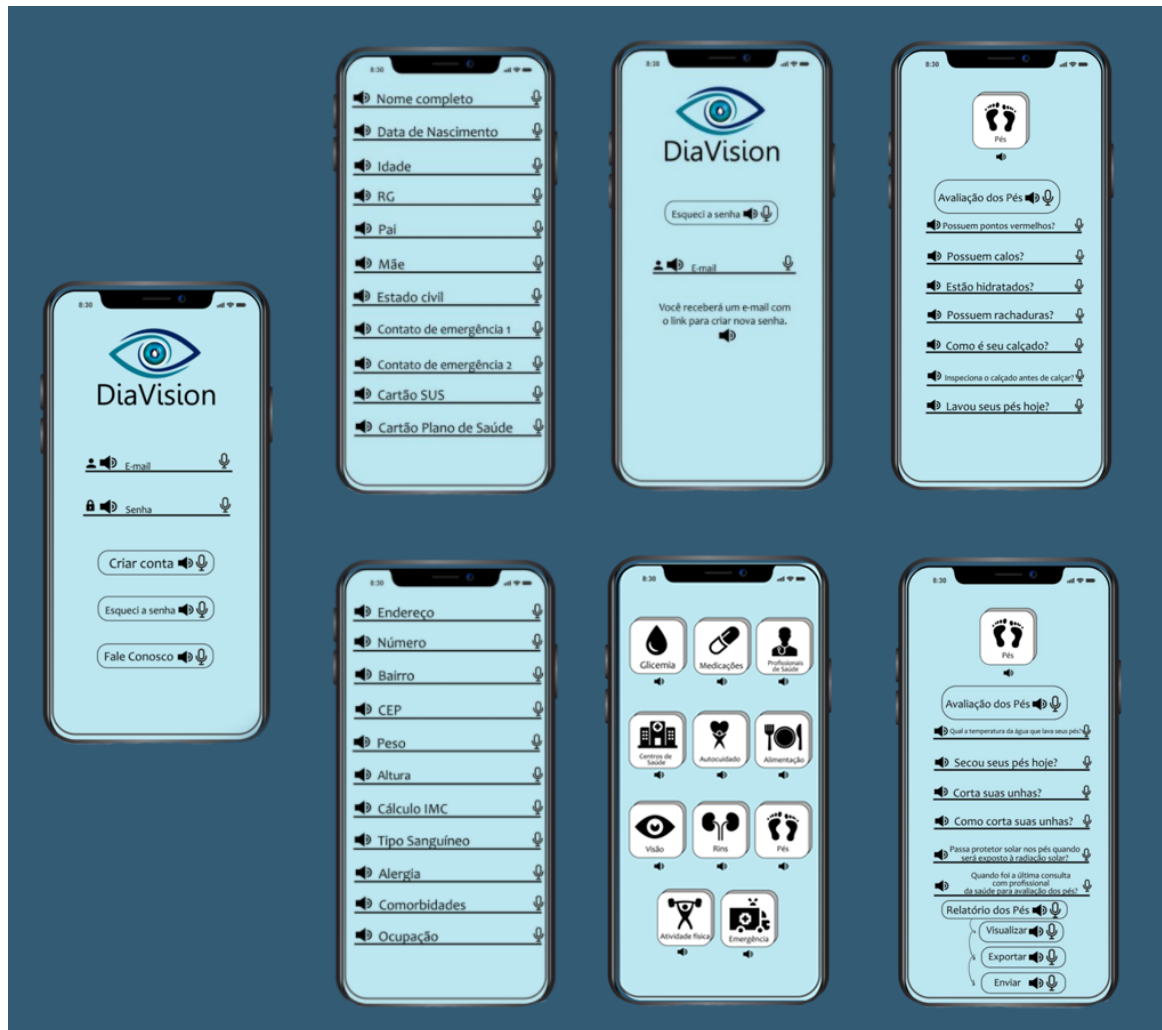 8:30
DiaVision
E-mail
Senha
Criar conta
Esqueci a senha
Fale Conosco
8:30
Nome completo
Data de Nascimento
Idade
RG
Pai
Mãe
Estado civil
Contato de emergência 1
Contato de emergência 2
Cartão SUS
Cartão Plano de Saúde
8:30
DiaVision
Esqueci a senha
E-mail
Você receberá um e-mail com
o link para criar nova senha.
8:30
Pés
Avaliação dos Pés
Possuem pontos vermelhos?
Possuem calos?
Estão hidratados?
Possuem rachaduras?
Como é seu calçado?
Inspeciona o calçado antes de calçar?
Lavou seus pés hoje?
8:30
Endereço
Número
Bairro
CEP
Peso
Altura
Cálculo IMC
Tipo Sanguíneo
Alergia
Comorbidades
Ocupação
8:30
Glicemia
Medicações
Profissionais
de Saúde
Centros de
Saúde
Autocuidado
Alimentação
Visão
Rins
Pés
Atividade física
Emergência
8:30
Pés
Avaliação dos Pés
Qual a temperatura da água que lava seus pés?
Secou seus pés hoje?
Corta suas unhas?
Como corta suas unhas?
Passa protetor solar nos pés quando
será exposto à radiação solar?
Quando foi a última consulta
com profissional
da saúde para avaliação dos pés?
Relatório dos Pés
Visualizar
Exportar
Enviar